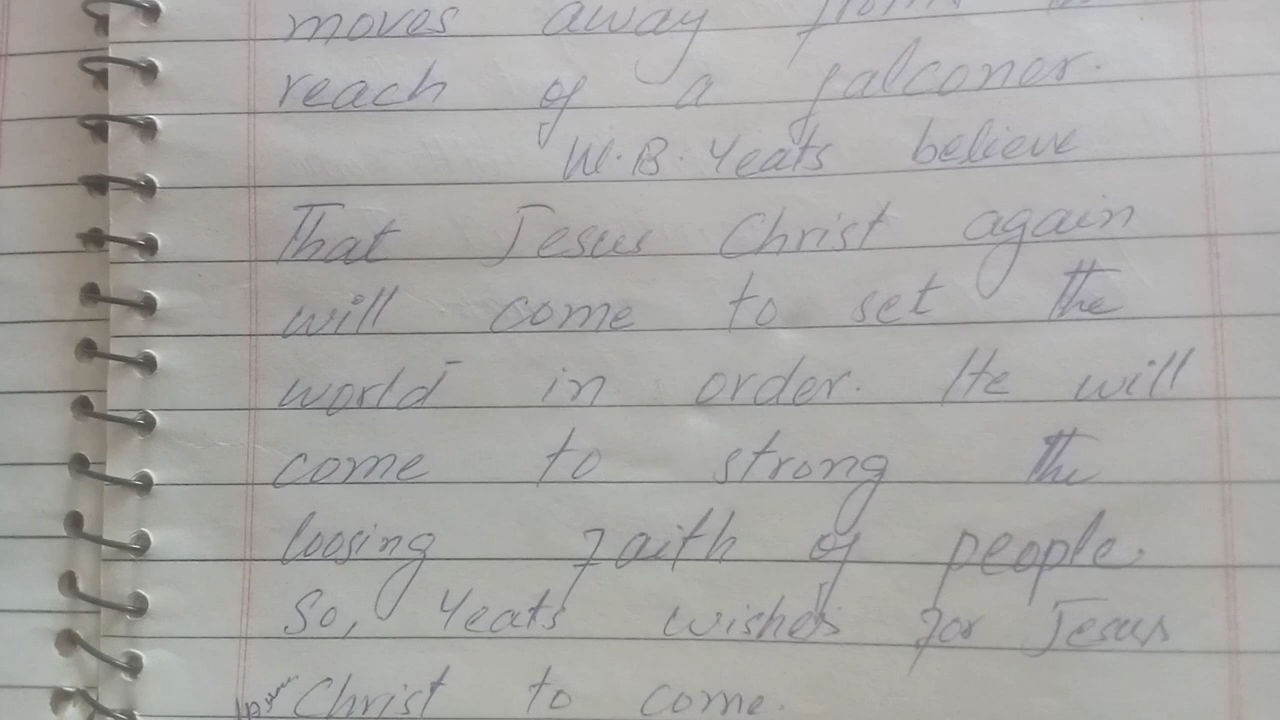 moves away from
reach of a falconer.
W.B. Yeats believe
That Jesus Christ again
will come to set the
world in order. He will
come to strong the
loosing faith of people.
So, Yeats wishes for Jesus
Christ to come.